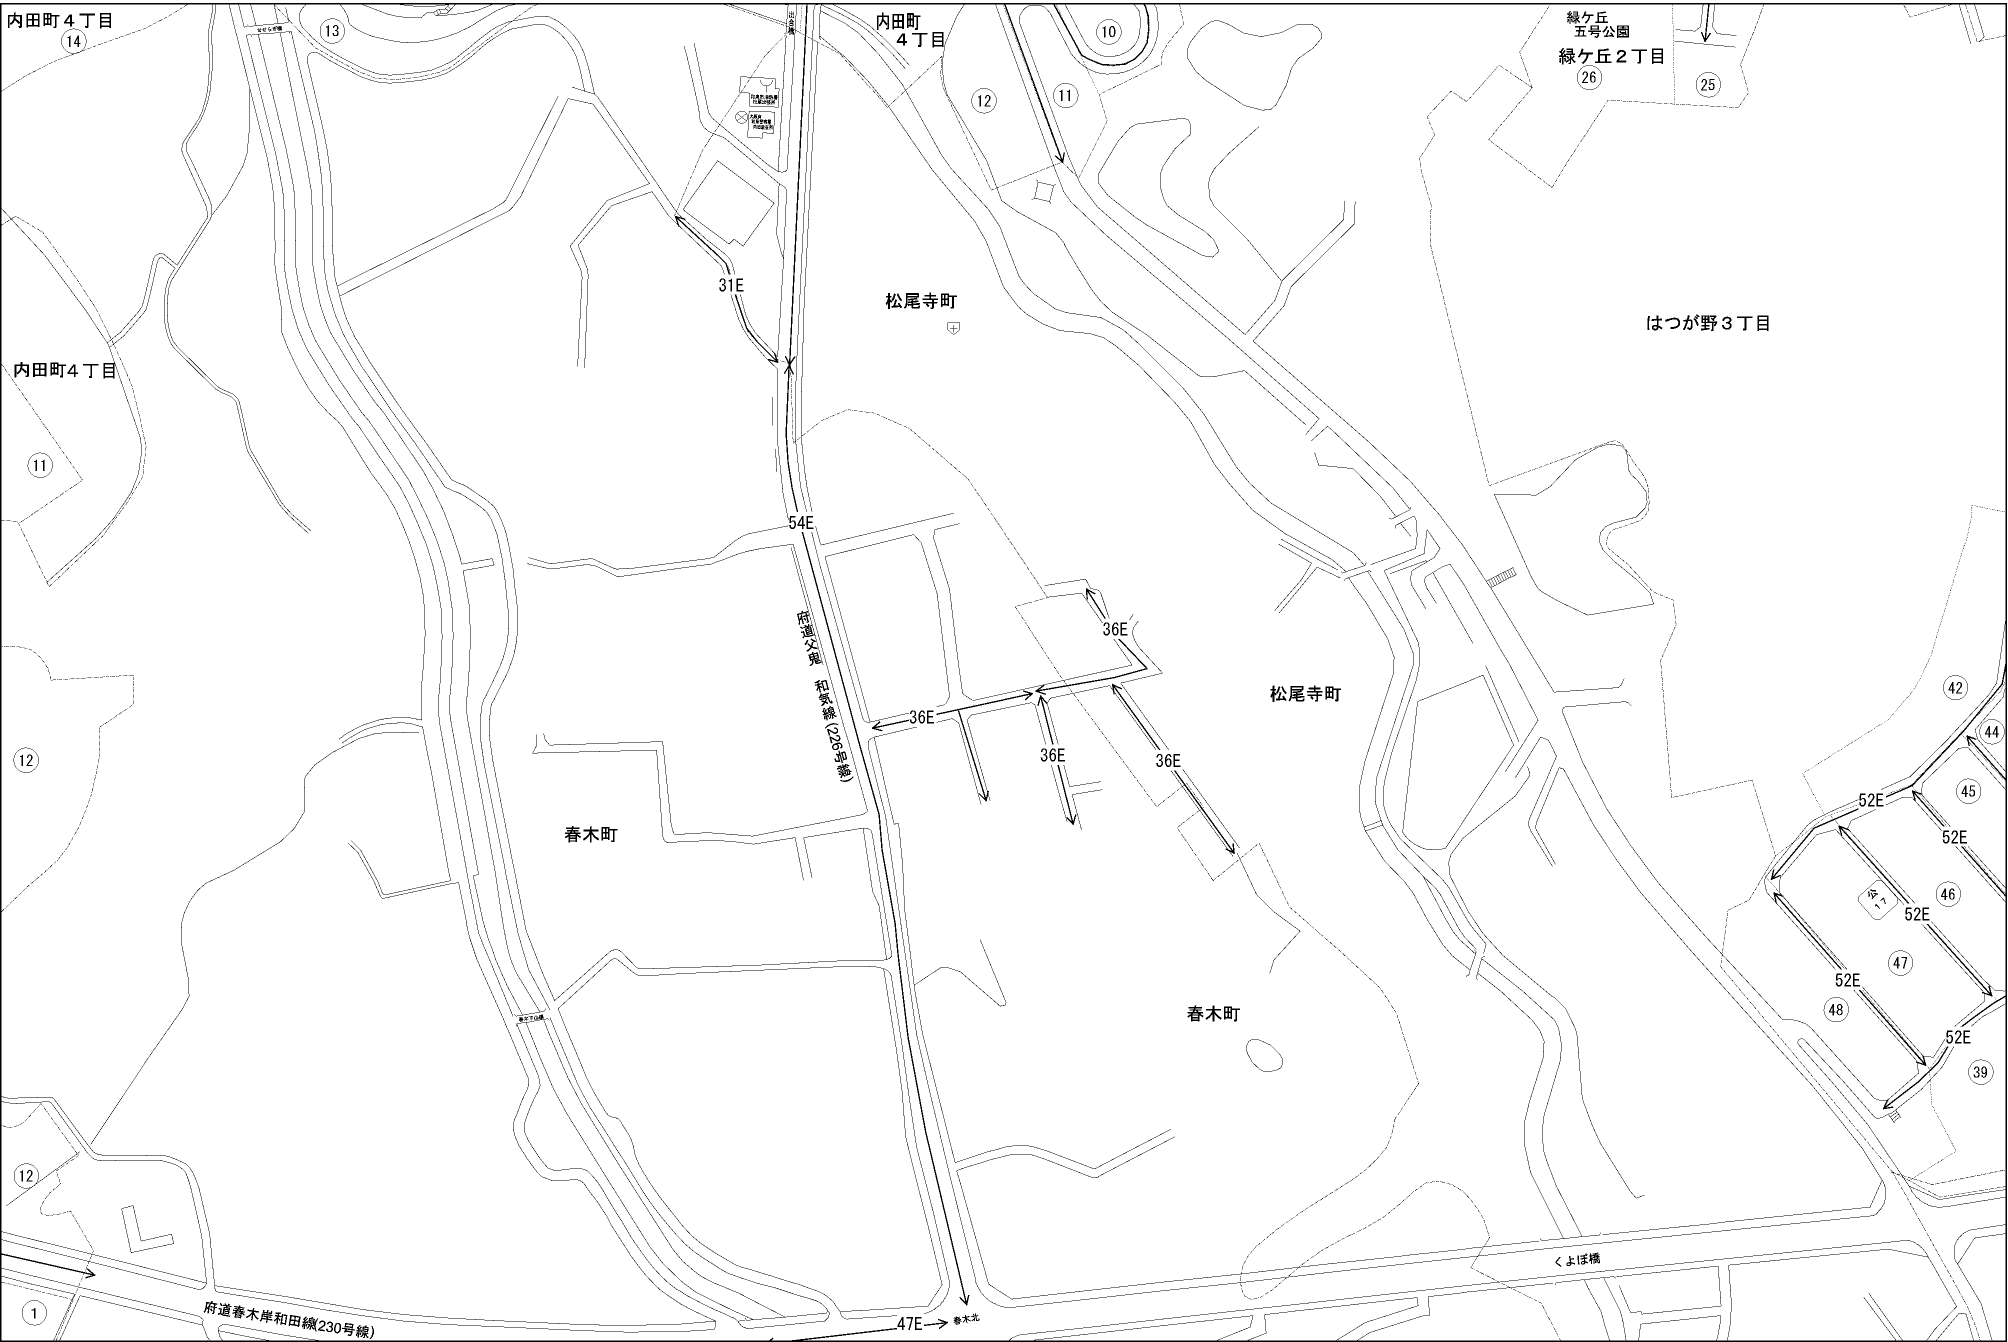 内田町４丁目
14
13
出合橋
内田町
４丁目
10
緑ケ丘
五号公園
緑ケ丘２丁目
26
25
12
11
31E
松尾寺町
はつが野３丁目
内田町４丁目
11
54E
36E
府道父鬼　和気線(226号線)
松尾寺町
36E
36E
36E
42
44
12
45
52E
52E
春木町
公
17
46
52E
47
52E
48
春木町
52E
39
12
くよぼ橋
1
府道春木岸和田線(230号線)
47E
春木北